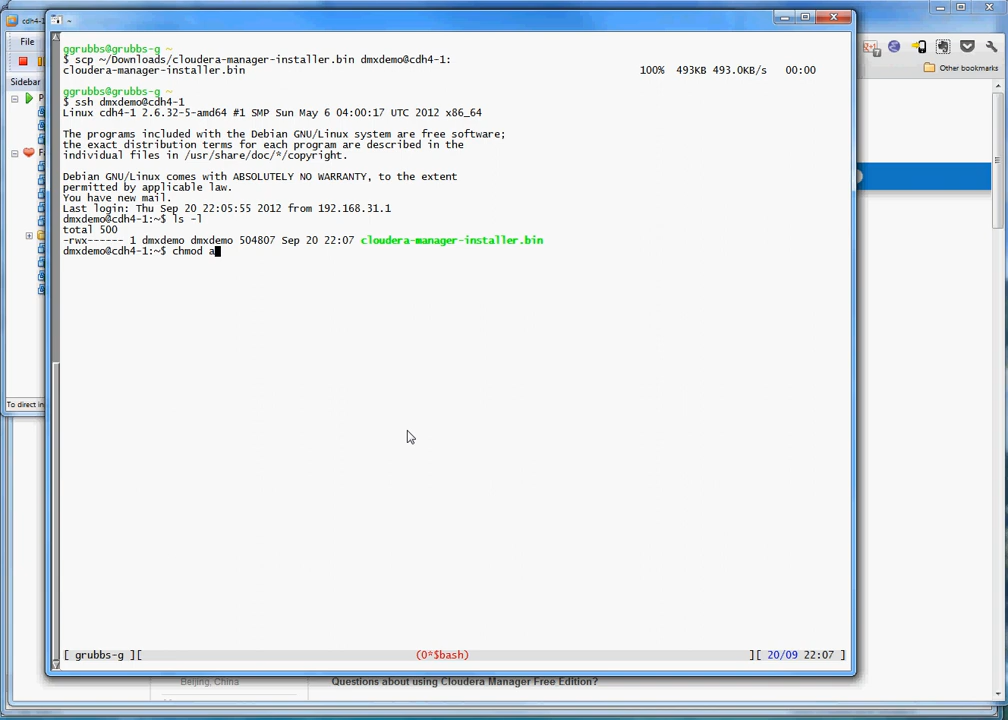 cdh4-1
~
File
Sidebar
To direct in
ggrubbs@grubbs-g ~
$ scp ~/Downloads/cloudera-manager-installer.bin dmxdemo@cdh4-1:
cloudera-manager-installer.bin 100% 493KB 493.0KB/s 00:00
ggrubbs@grubbs-g ~
$ ssh dmxdemo@cdh4-1
Linux cdh4-1 2.6.32-5-amd64 #1 SMP Sun May 6 04:00:17 UTC 2012 x86_64
The programs included with the Debian GNU/Linux system are free software;
the exact distribution terms for each program are described in the
individual files in /usr/share/doc/*/copyright.
Debian GNU/Linux comes with ABSOLUTELY NO WARRANTY, to the extent
permitted by applicable law.
You have new mail.
Last login: Thu Sep 20 22:05:55 2012 from 192.168.31.1
dmxdemo@cdh4-1:~$ ls -l
total 500
-rwx------ 1 dmxdemo dmxdemo 504807 Sep 20 22:07 cloudera-manager-installer.bin
dmxdemo@cdh4-1:~$ chmod a
[ grubbs-g ][ (0*$bash) ][ 20/09 22:07 ]
Other bookmarks
Beijing, China
Questions about using Cloudera Manager Free Edition?